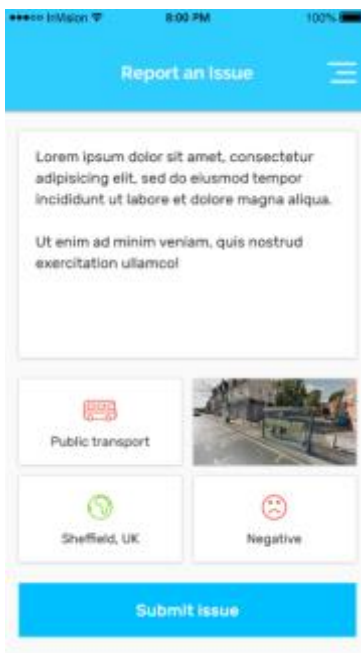 InVision 8:00 PM 100%
Report an Issue
Lorem ipsum dolor sit amet, consectetur
adipisicing elit, sed do eiusmod tempor
incididunt ut labore et dolore magna aliqua.
Ut enim ad minim veniam, quis nostrud
exercitation ullamco!
Public transport
Sheffield, UK
Negative
Submit issue